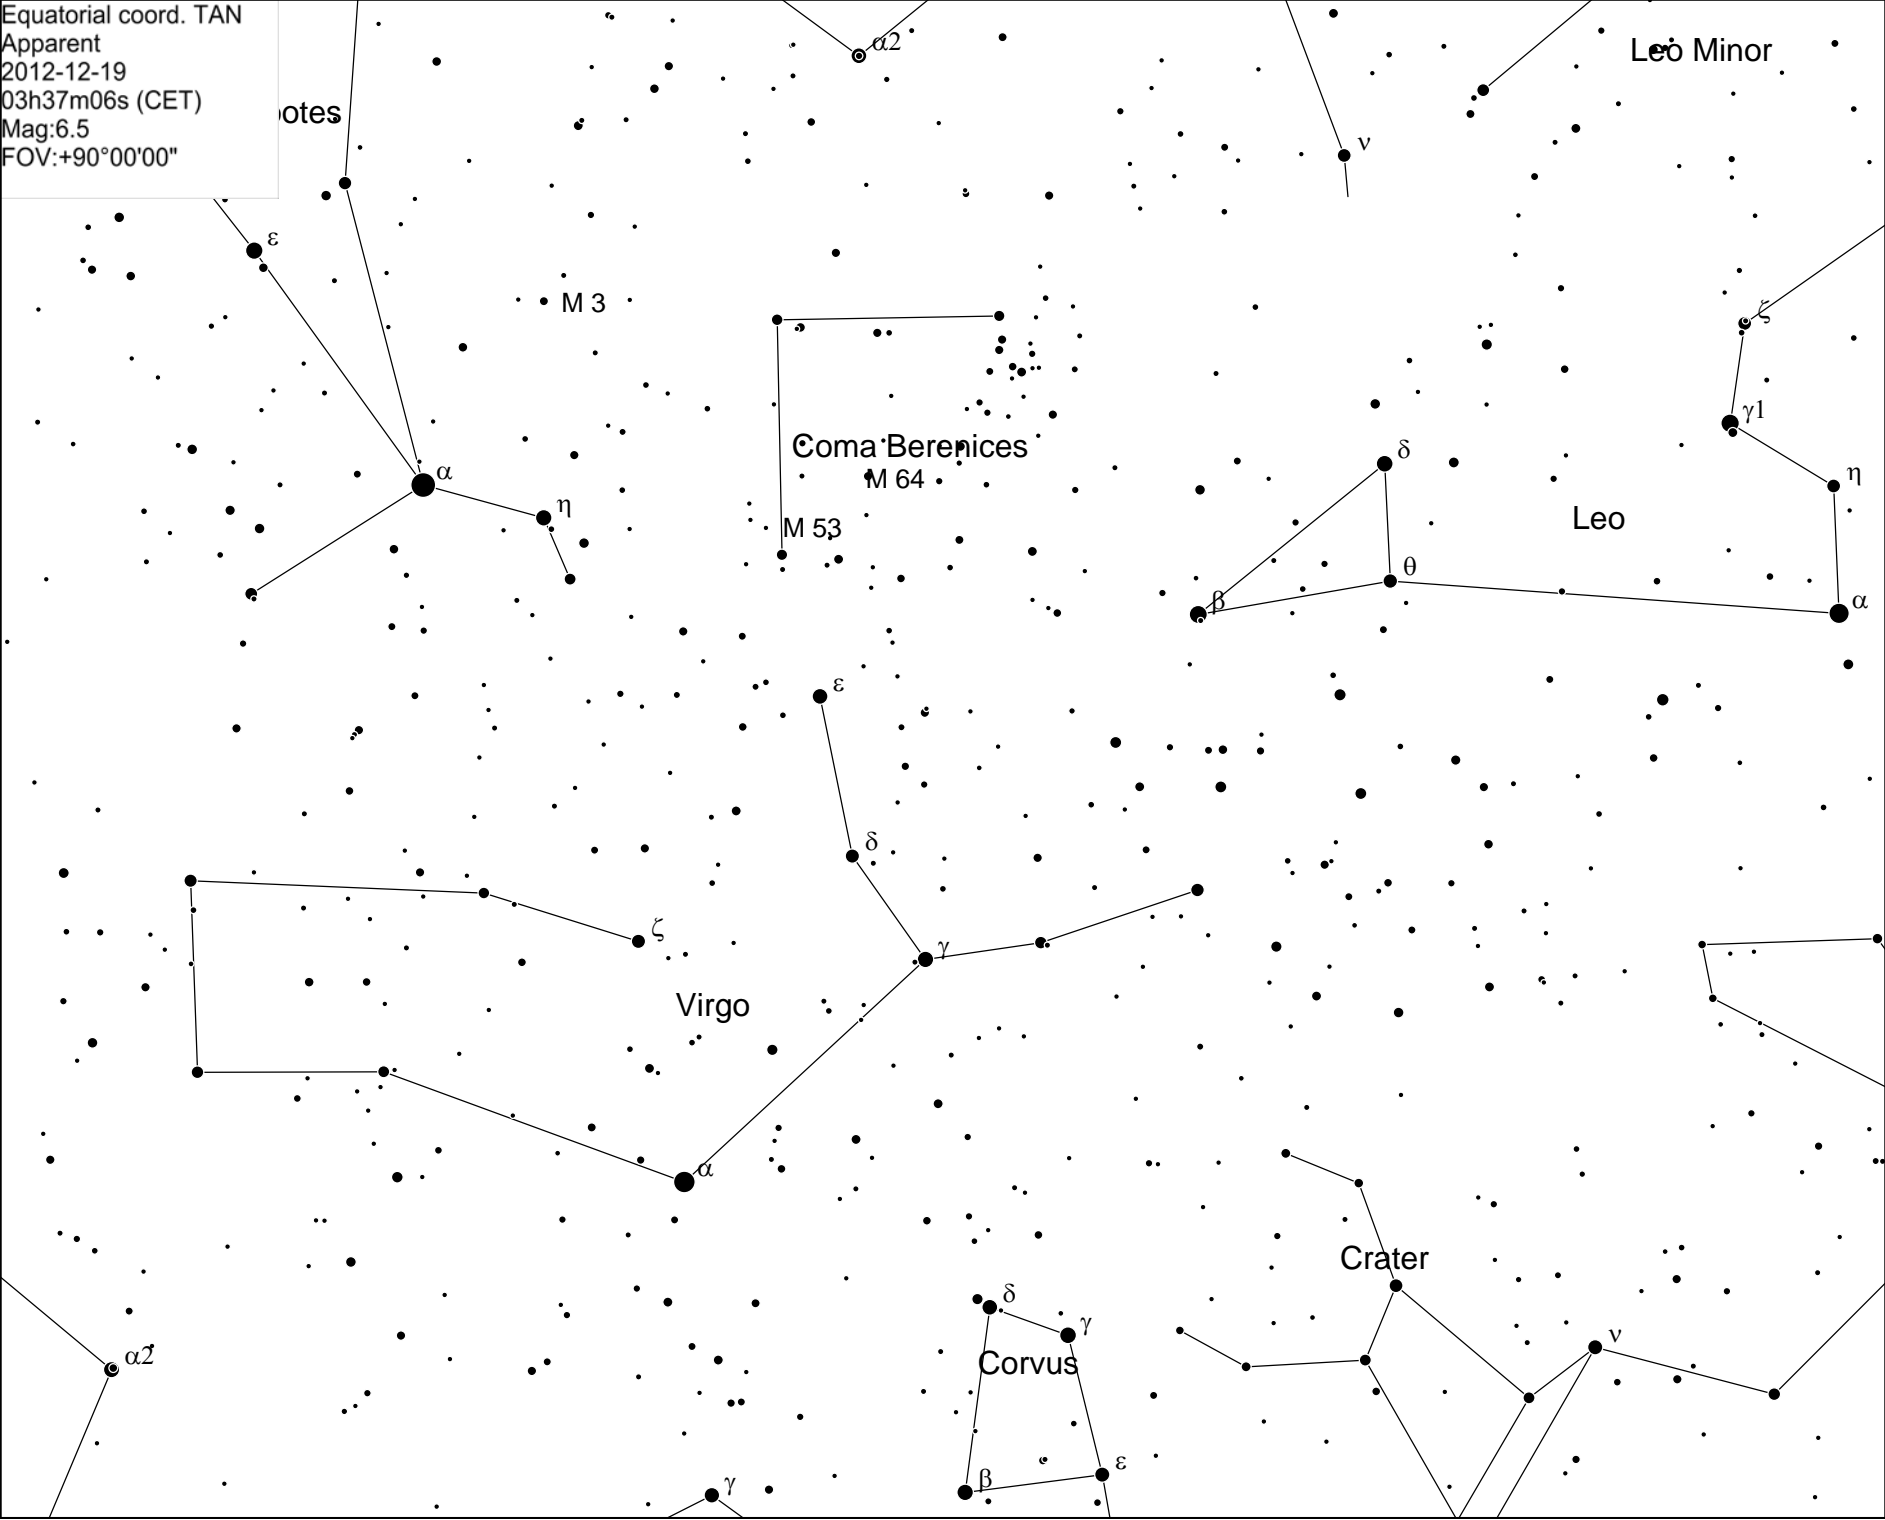 Equatorial coord. TAN
Apparent
2012-12-19
03h37m06s (CET)
Mag:6.5
FOV:+90°00'00"
ootes
α2
Leo Minor
ν
ε
M 3
ζ
γ1
Coma Berenices
M 64
δ
α
η
η
Leo
M 53
θ
β
α
ε
δ
ζ
γ
Virgo
α
Crater
δ
γ
ν
α2
Corvus
ε
β
γ